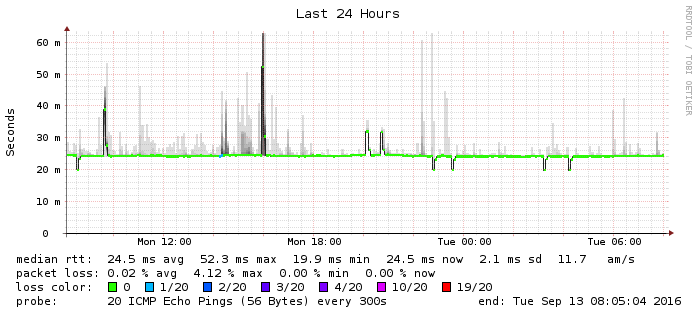 Last 24 Hours
RRDTOOL / TOBI OETIKER
Seconds
60 m
50 m
40 m
30 m
20 m
10 m
0
Mon 12:00 Mon 18:00 Tue 00:00 Tue 06:00
median rtt: 24.5 ms avg 52.3 ms max 19.9 ms min 24.5 ms now 2.1 ms sd 11.7 am/s
packet loss: 0.02 % avg 4.12 % max 0.00 % min 0.00 % now
loss color: 0 1/20 2/20 3/20 4/20 10/20 19/20
probe: 20 ICMP Echo Pings (56 Bytes) every 300s end: Tue Sep 13 08:05:04 2016